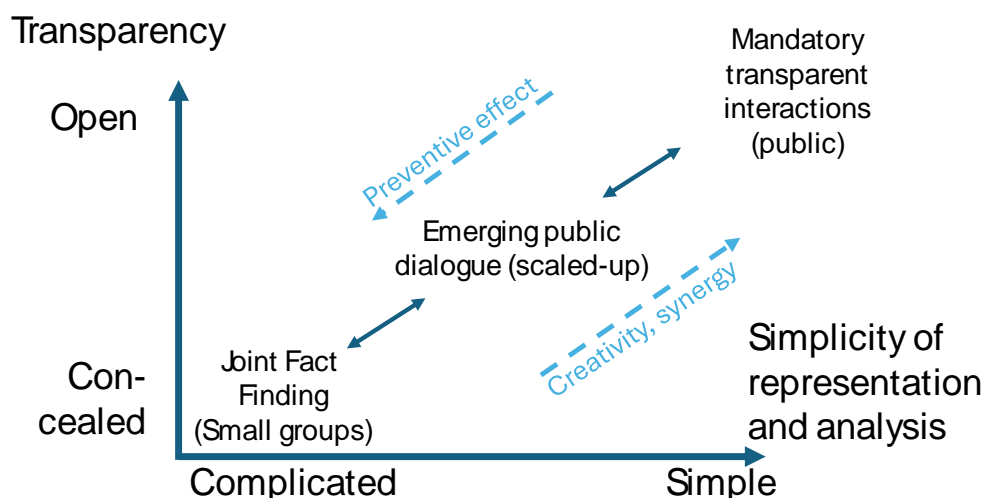 Transparency
Open
Con-
cealed
Mandatory
transparent
interactions
(public)
Preventive effect
Emerging public
dialogue (scaled-up)
Creativity, synergy
Joint Fact
Finding
(Small groups)
Simplicity of
representation
and analysis
Complicated
Simple